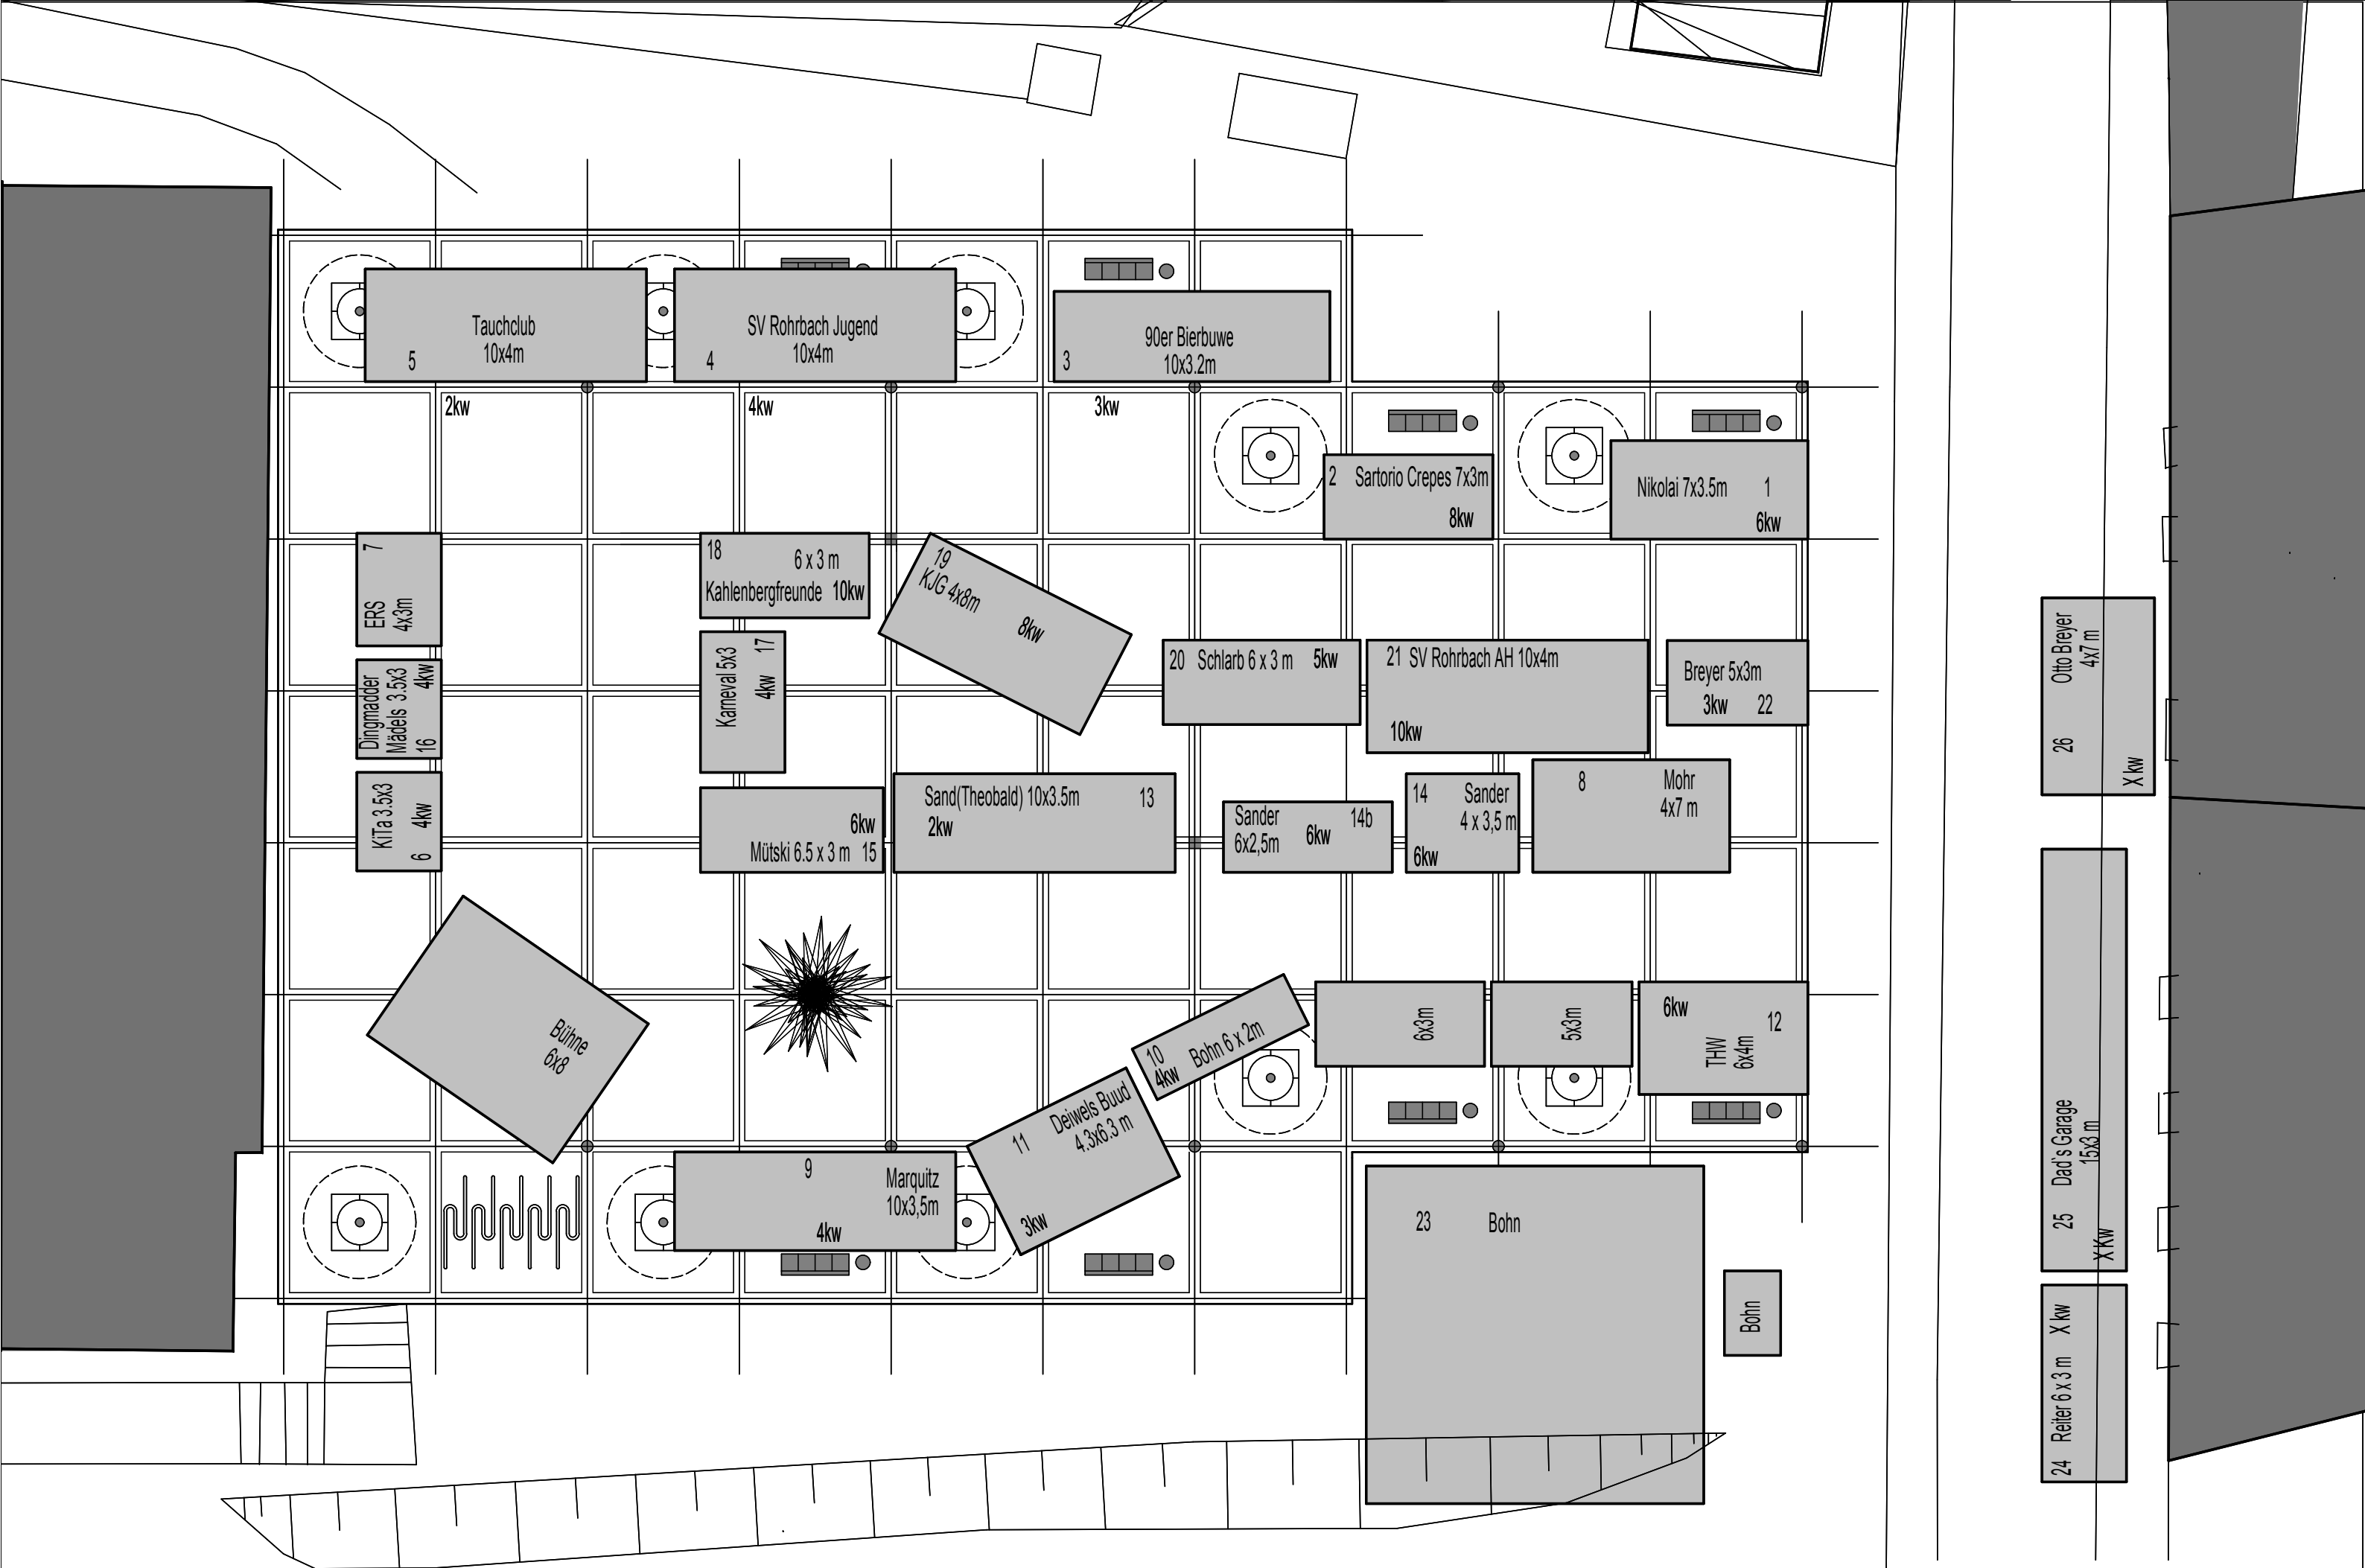 Tauchclub
10x4m
5
SV Rohrbach Jugend
10x4m
4
90er Bierbuwe
10x3.2m
3
2kw
4kw
3kw
2 Sartorio Crepes 7x3m
8kw
Nikolai 7x3.5m 1
6kw
7
ERS
4x3m
18
6 x 3 m
Kahlenbergfreunde 10kw
19
KJG 4x8m
8kw
Dingmadder
Mädels 3.5x3
16
4kw
Karneval 5x3
4kw
17
20 Schlarb 6 x 3 m 5kw
21 SV Rohrbach AH 10x4m
10kw
Breyer 5x3m
3kw 22
Otto Breyer
4x7 m
26
X kw
KiTa 3.5x3
6
4kw
6kw
Mütski 6.5 x 3 m 15
Sand(Theobald) 10x3.5m 13
2kw
Sander
6x2,5m
6kw
14b
14
Sander
4 x 3,5 m
6kw
8
Mohr
4x7 m
Bühne
6x8
10
Bohn 6 x 2m
4kw
6x3m
5x3m
6kw
12
THW
6x4m
11
Deiwels Buud
4.3x6.3 m
3kw
9
Marquitz
10x3,5m
4kw
23
Bohn
Bohn
25 Dad`s Garage
15x3 m
X Kw
24 Reiter 6 x 3 m X kw